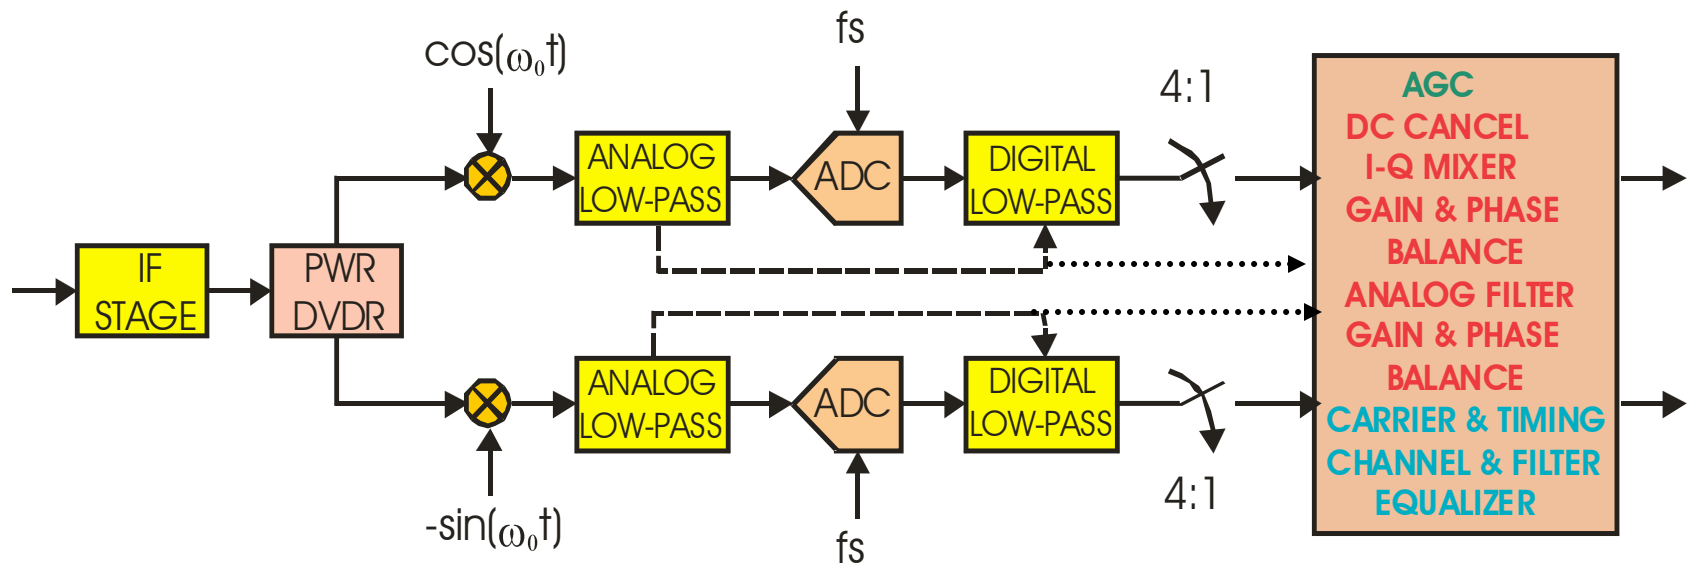 fs
cos(ω₀t)
4:1
ANALOG
LOW-PASS
ADC
DIGITAL
LOW-PASS
IF
STAGE
PWR
DVDR
ANALOG
LOW-PASS
ADC
DIGITAL
LOW-PASS
-sin(ω₀t)
fs
4:1
AGC
DC CANCEL
I-Q MIXER
GAIN & PHASE
BALANCE
ANALOG FILTER
GAIN & PHASE
BALANCE
CARRIER & TIMING
CHANNEL & FILTER
EQUALIZER